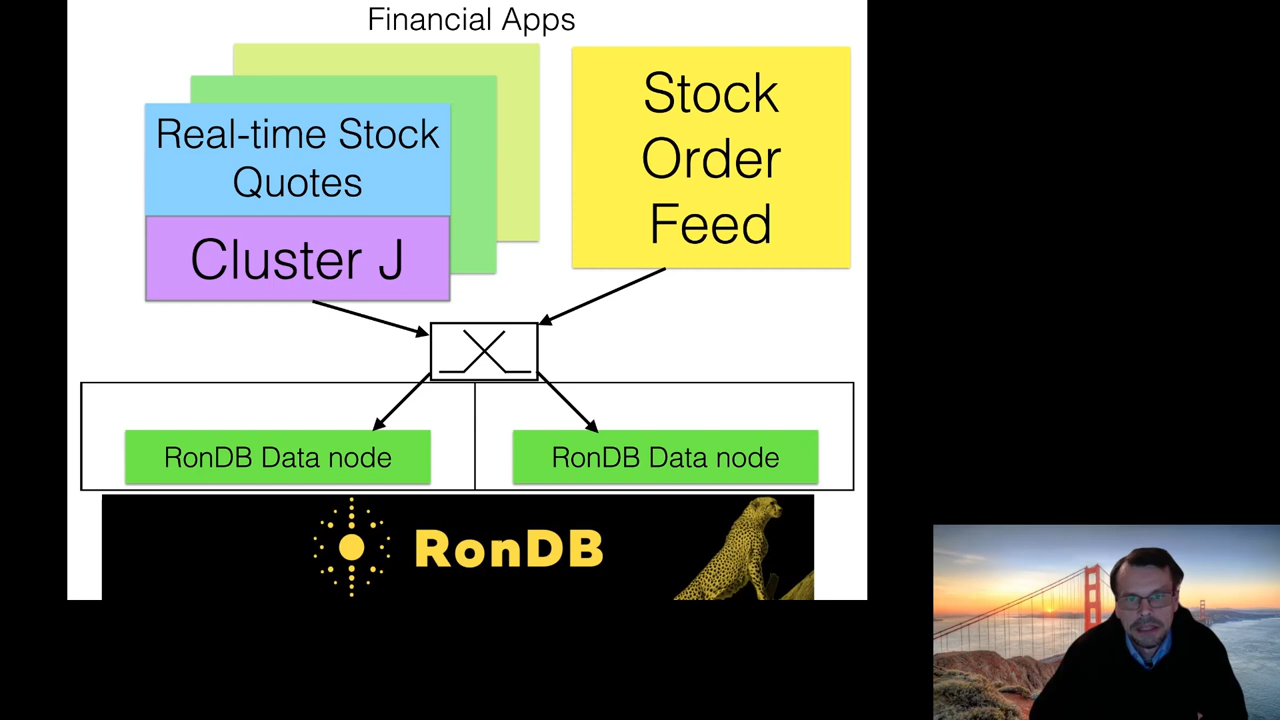 Financial Apps
Real-time Stock
Quotes
Cluster J
Stock
Order
Feed
RonDB Data node
RonDB Data node
RonDB